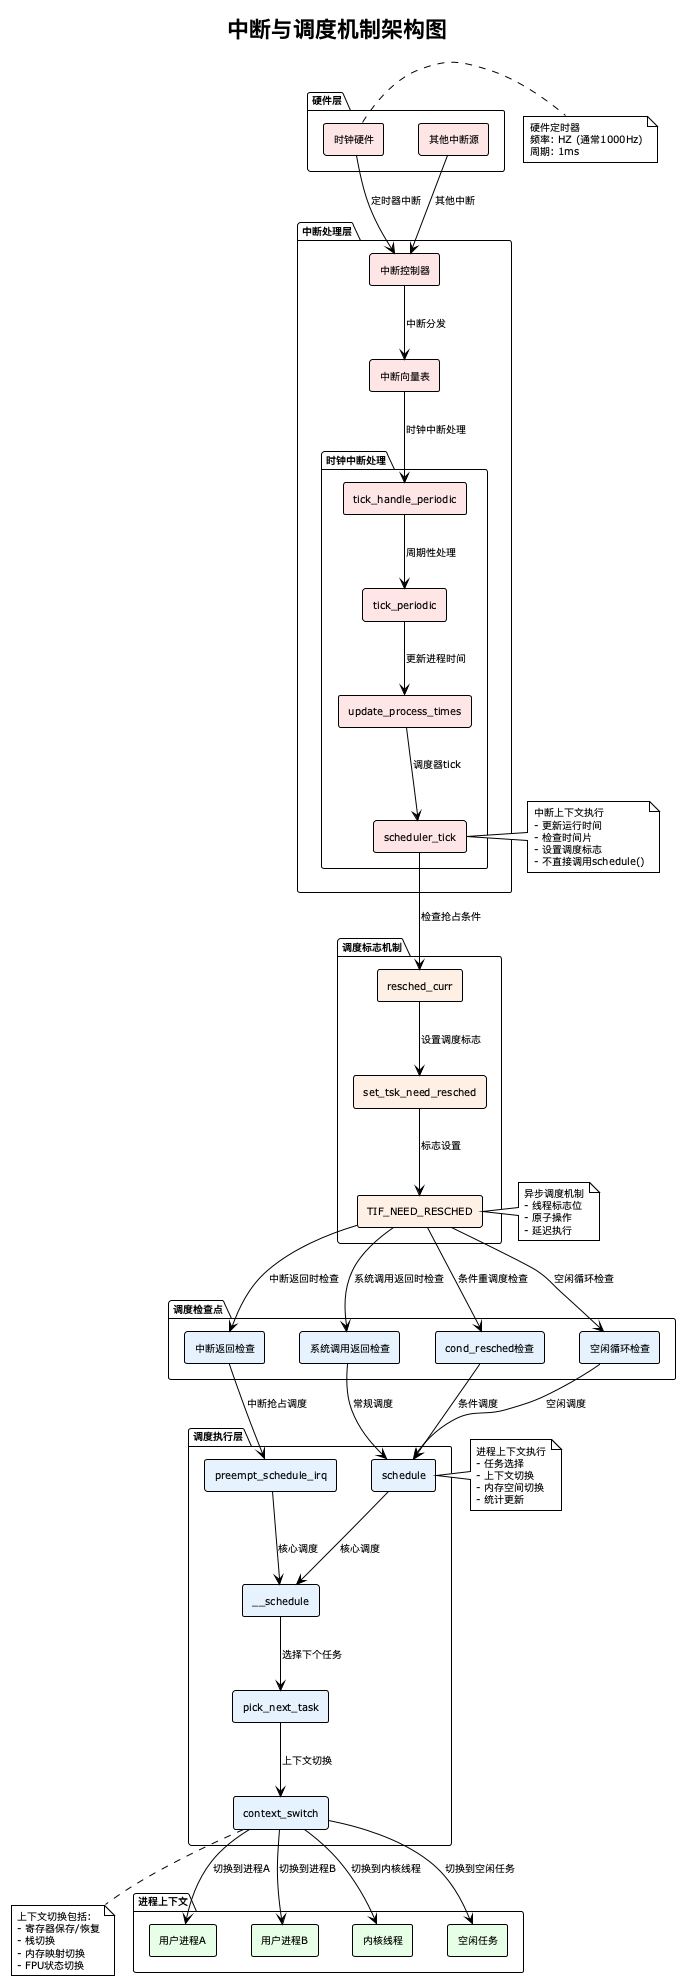 中断与调度机制架构图
硬件层
时钟硬件
其他中断源
硬件定时器
频率: HZ (通常1000Hz)
周期: 1ms
定时器中断
其他中断
中断处理层
中断控制器
中断分发
中断向量表
时钟中断处理
时钟中断处理
tick_handle_periodic
周期性处理
tick_periodic
更新进程时间
update_process_times
调度器tick
scheduler_tick
中断上下文执行
- 更新运行时间
- 检查时间片
- 设置调度标志
- 不直接调用schedule()
检查抢占条件
调度标志机制
resched_curr
设置调度标志
set_tsk_need_resched
标志设置
TIF_NEED_RESCHED
异步调度机制
- 线程标志位
- 原子操作
- 延迟执行
中断返回时检查
系统调用返回时检查
条件重调度检查
空闲循环检查
调度检查点
中断返回检查
系统调用返回检查
cond_resched检查
空闲循环检查
中断抢占调度
常规调度
条件调度
空闲调度
调度执行层
preempt_schedule_irq
schedule
进程上下文执行
- 任务选择
- 上下文切换
- 内存空间切换
- 统计更新
核心调度
核心调度
__schedule
选择下个任务
pick_next_task
上下文切换
context_switch
切换到进程A
切换到进程B
切换到内核线程
切换到空闲任务
上下文切换包括:
- 寄存器保存/恢复
- 栈切换
- 内存映射切换
- FPU状态切换
进程上下文
用户进程A
用户进程B
内核线程
空闲任务